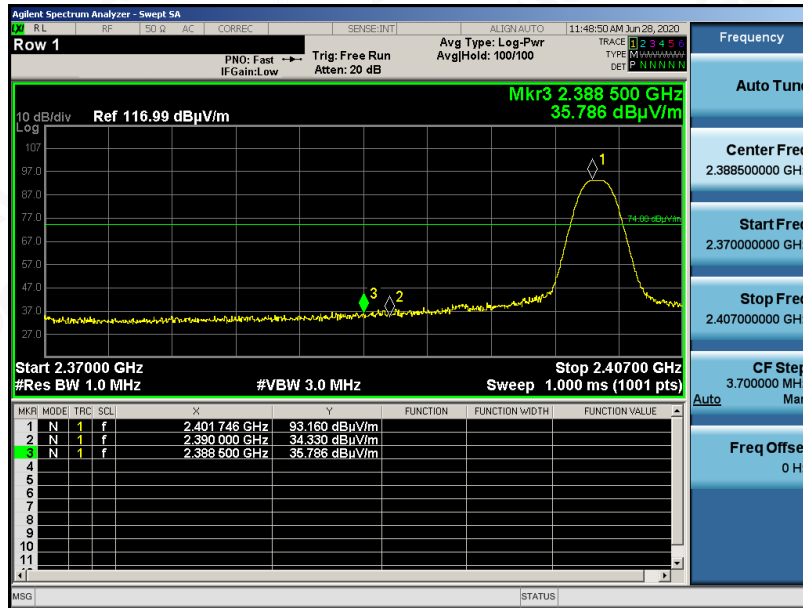 Agilent Spectrum Analyzer - Swept SA
LXI RL RF 50 Ω AC CORREC SENSE:INT ALIGN AUTO 11:48:50 AM Jun 28, 2020
Row 1
PNO: Fast
IFGain:Low
Trig: Free Run
Atten: 20 dB
Avg Type: Log-Pwr
Avg|Hold: 100/100
TRACE 1 2 3 4 5 6
TYPE M W W W W W
DET P N N N N N
Mkr3 2.388 500 GHz
35.786 dBµV/m
10 dB/div Ref 116.99 dBµV/m
Log
107
97.0
87.0
77.0
67.0
57.0
47.0
37.0
27.0
74.00 dBµV/m
1
3
2
Start 2.37000 GHz Stop 2.40700 GHz
#Res BW 1.0 MHz #VBW 3.0 MHz Sweep 1.000 ms (1001 pts)
MKR MODE TRC SCL X Y FUNCTION FUNCTION WIDTH FUNCTION VALUE
1 N 1 f 2.401 746 GHz 93.160 dBµV/m
2 N 1 f 2.390 000 GHz 34.330 dBµV/m
3 N 1 f 2.388 500 GHz 35.786 dBµV/m
4
5
6
7
8
9
10
11
MSG STATUS
Frequency
Auto Tune
Center Freq
2.388500000 GHz
Start Freq
2.370000000 GHz
Stop Freq
2.407000000 GHz
CF Step
3.700000 MHz
Auto Man
Freq Offset
0 Hz